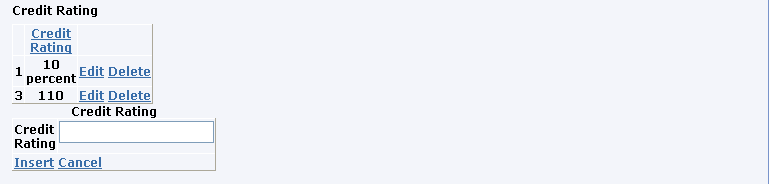 Credit Rating
Credit
Rating
1 10 percent Edit Delete
3 110 Edit Delete
Credit Rating
Credit
Rating
Insert Cancel